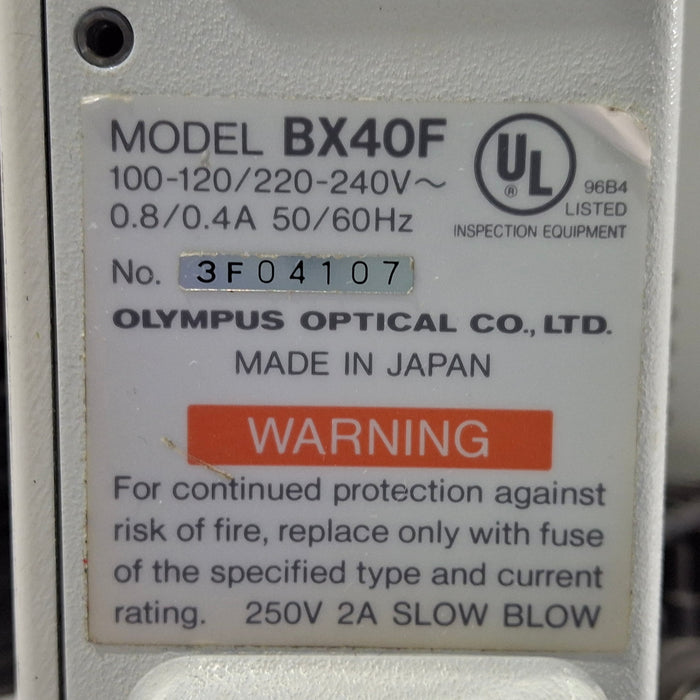 MODEL BX40F
100-120/220-240V～
0.8/0.4A 50/60Hz
UL
®
96B4
LISTED
INSPECTION EQUIPMENT
No. 3F04107
OLYMPUS OPTICAL CO., LTD.
MADE IN JAPAN
WARNING
For continued protection against
risk of fire, replace only with fuse
of the specified type and current
rating. 250V 2A SLOW BLOW